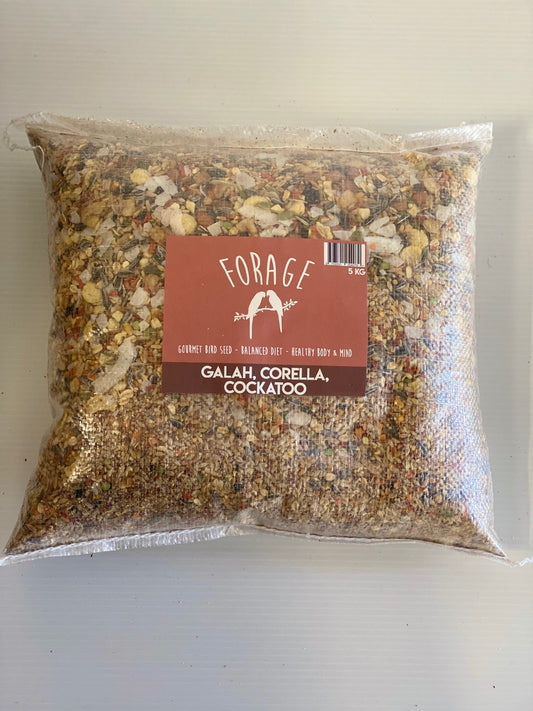 FORAGE
5 KG
GOURMET BIRD SEED - BALANCED DIET - HEALTHY BODY & MIND
GALAH, CORELLA,
COCKATOO